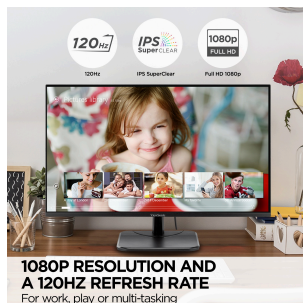 120Hz
IPS
SuperCLEAR
1080p
FULL HD
120Hz
IPS SuperClear
Full HD 1080p
1080P RESOLUTION AND
A 120HZ REFRESH RATE
For work, play or multi-tasking